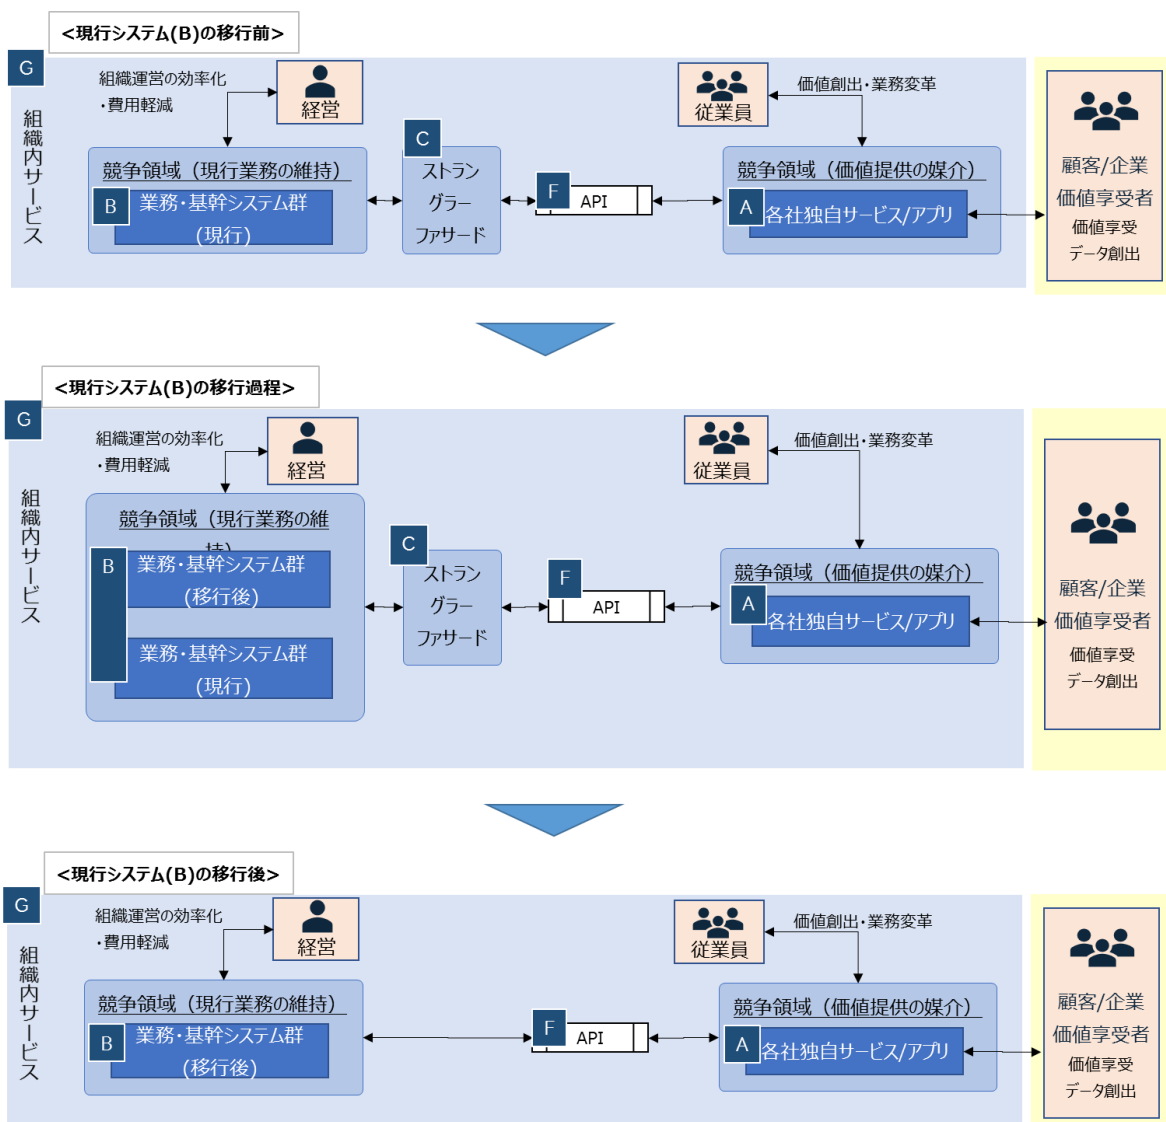 <現行システム(B)の移行前>
G
組織内サービス
組織運営の効率化
・費用軽減
経営
従業員
価値創出・業務変革
競争領域（現行業務の維持）
B
業務・基幹システム群
(現行)
C
ストラン
グラー
ファサード
F
API
競争領域（価値提供の媒介）
A
各社独自サービス/アプリ
顧客/企業
価値享受者
価値享受
データ創出
<現行システム(B)の移行過程>
G
組織内サービス
組織運営の効率化
・費用軽減
経営
従業員
価値創出・業務変革
競争領域（現行業務の維
持）
B
業務・基幹システム群
(移行後)
業務・基幹システム群
(現行)
C
ストラン
グラー
ファサード
F
API
競争領域（価値提供の媒介）
A
各社独自サービス/アプリ
顧客/企業
価値享受者
価値享受
データ創出
<現行システム(B)の移行後>
G
組織内サービス
組織運営の効率化
・費用軽減
経営
従業員
価値創出・業務変革
競争領域（現行業務の維持）
B
業務・基幹システム群
(移行後)
F
API
競争領域（価値提供の媒介）
A
各社独自サービス/アプリ
顧客/企業
価値享受者
価値享受
データ創出